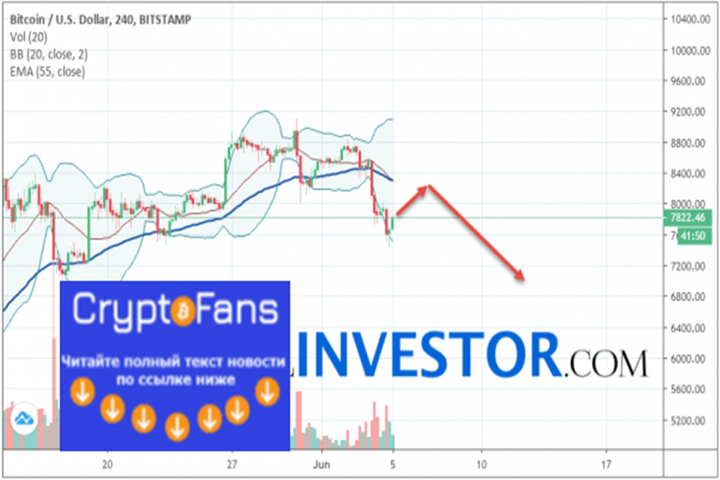 Bitcoin / U.S. Dollar, 240, BITSTAMP
Vol (20)
BB (20, close, 2)
EMA (55, close)
10400.00
10000.00
9600.00
9200.00
8800.00
8400.00
8000.00
7822.46
41:50
7200.00
6800.00
6400.00
6000.00
5600.00
5200.00
CryptoFans
Читайте полный текст новости
по ссылке ниже
INVESTOR.COM
20
27
Jun
5
10
17